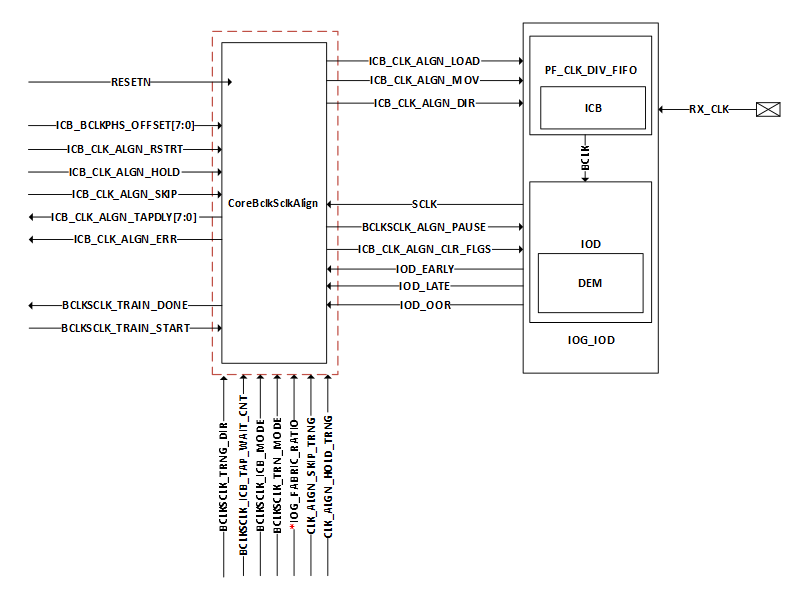 RESETN
ICB_BCLKPHS_OFFSET[7:0]
ICB_CLK_ALGN_RSTRT
ICB_CLK_ALGN_HOLD
ICB_CLK_ALGN_SKIP
ICB_CLK_ALGN_TAPDLY[7:0]
ICB_CLK_ALGN_ERR
BCLKSCLK_TRAIN_DONE
BCLKSCLK_TRAIN_START
CoreBclkSclkAlign
ICB_CLK_ALGN_LOAD
ICB_CLK_ALGN_MOV
ICB_CLK_ALGN_DIR
SCLK
BCLKSCLK_ALGN_PAUSE
ICB_CLK_ALGN_CLR_FLGS
IOD_EARLY
IOD_LATE
IOD_OOR
PF_CLK_DIV_FIFO
ICB
BCLK
IOD
DEM
IOG_IOD
RX_CLK
BCLKSCLK_TRNG_DIR
BCLKSCLK_ICB_TAP_WAIT_CNT
BCLKSCLK_ICB_MODE
BCLKSCLK_TRN_MODE
*IOG_FABRIC_RATIO
CLK_ALGN_SKIP_TRNG
CLK_ALGN_HOLD_TRNG